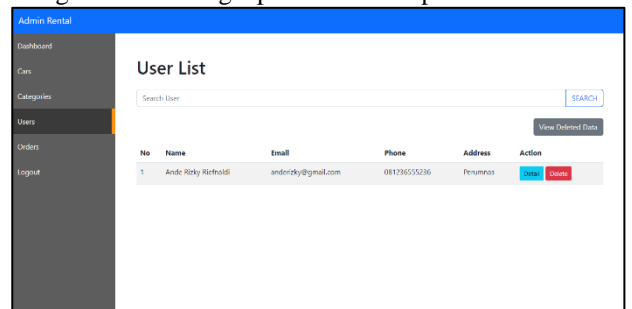 Admin Rental
Dashboard
Cars
Categories
Users
Orders
Logout
User List
Search User
SEARCH
View Deleted Data
No Name Email Phone Address Action
1 Ande Rizky Riefnaldi anderizky@gmail.com 081236555236 Perumnas Detail Delete